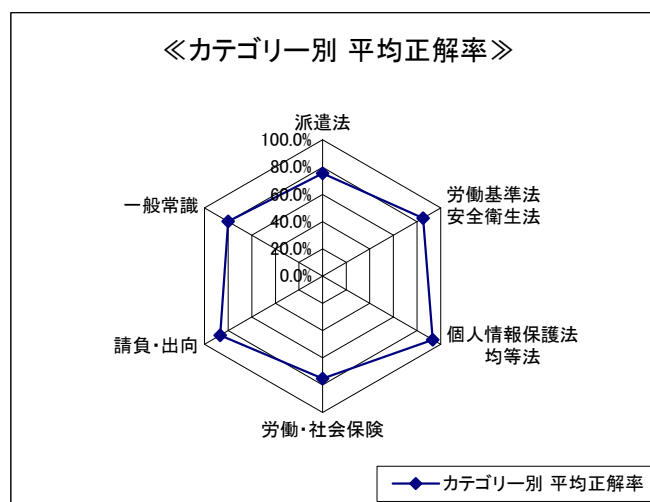 ≪カテゴリー別 平均正解率≫
派遣法
100.0%
80.0%
60.0%
40.0%
20.0%
0.0%
労働基準法
安全衛生法
個人情報保護法
均等法
労働・社会保険
請負・出向
一般常識
カテゴリー別 平均正解率